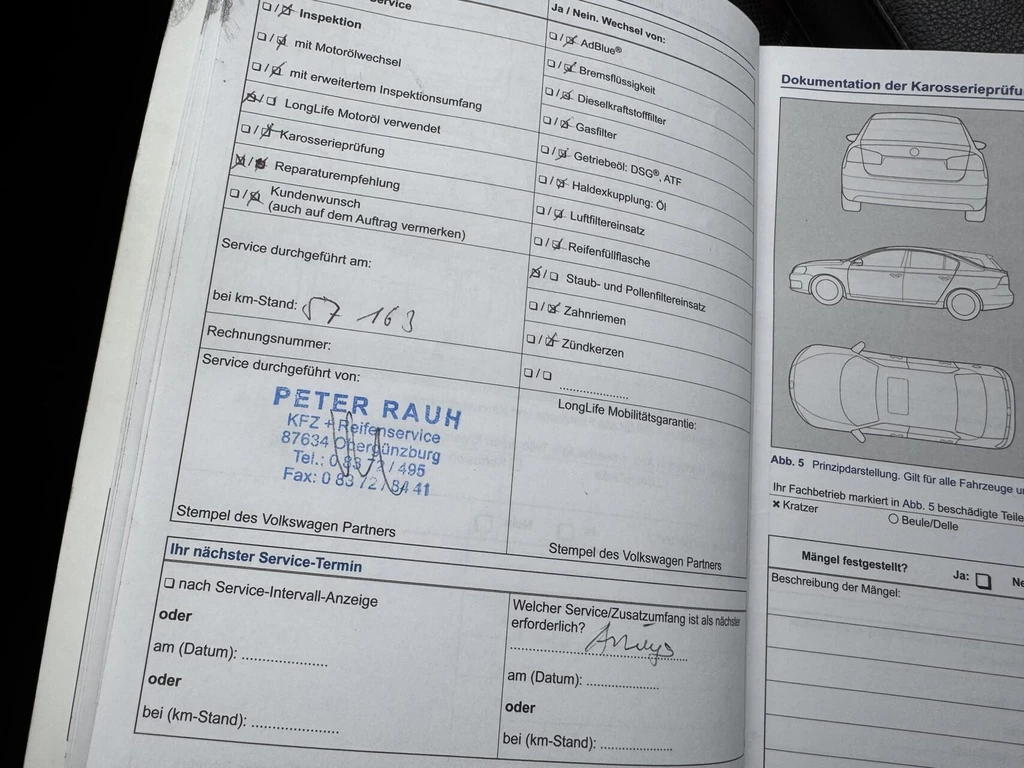 Service
Inspektion
mit Motorölwechsel
mit erweitertem Inspektionsumfang
LongLife Motoröl verwendet
Karosserieprüfung
Reparaturempfehlung
Kundenwunsch
(auch auf dem Auftrag vermerken)
Service durchgeführt am:
bei km-Stand: 57 163
Rechnungsnummer:
Service durchgeführt von:
PETER RAUH
KFZ + Reifenservice
87634 Obergünzburg
Tel.: 0 83 72 / 495
Fax: 0 83 72 / 84 41
Stempel des Volkswagen Partners
Ja / Nein. Wechsel von:
AdBlue®
Bremsflüssigkeit
Dieselkraftstofffilter
Gasfilter
Getriebeöl: DSG®, ATF
Haldexkupplung: Öl
Luftfiltereinsatz
Reifenfüllflasche
Staub- und Pollenfiltereinsatz
Zahnriemen
Zündkerzen
LongLife Mobilitätsgarantie:
Stempel des Volkswagen Partners
Ihr nächster Service-Termin
nach Service-Intervall-Anzeige
oder
am (Datum):
oder
bei (km-Stand):
Welcher Service/Zusatzumfang ist als nächster
erforderlich?
am (Datum):
oder
bei (km-Stand):
Dokumentation der Karosserieprüfu
Abb. 5 Prinzipdarstellung. Gilt für alle Fahrzeuge u
Ihr Fachbetrieb markiert in Abb. 5 beschädigte Teile
× Kratzer
Beule/Delle
Mängel festgestellt? Ja: Ne
Beschreibung der Mängel: